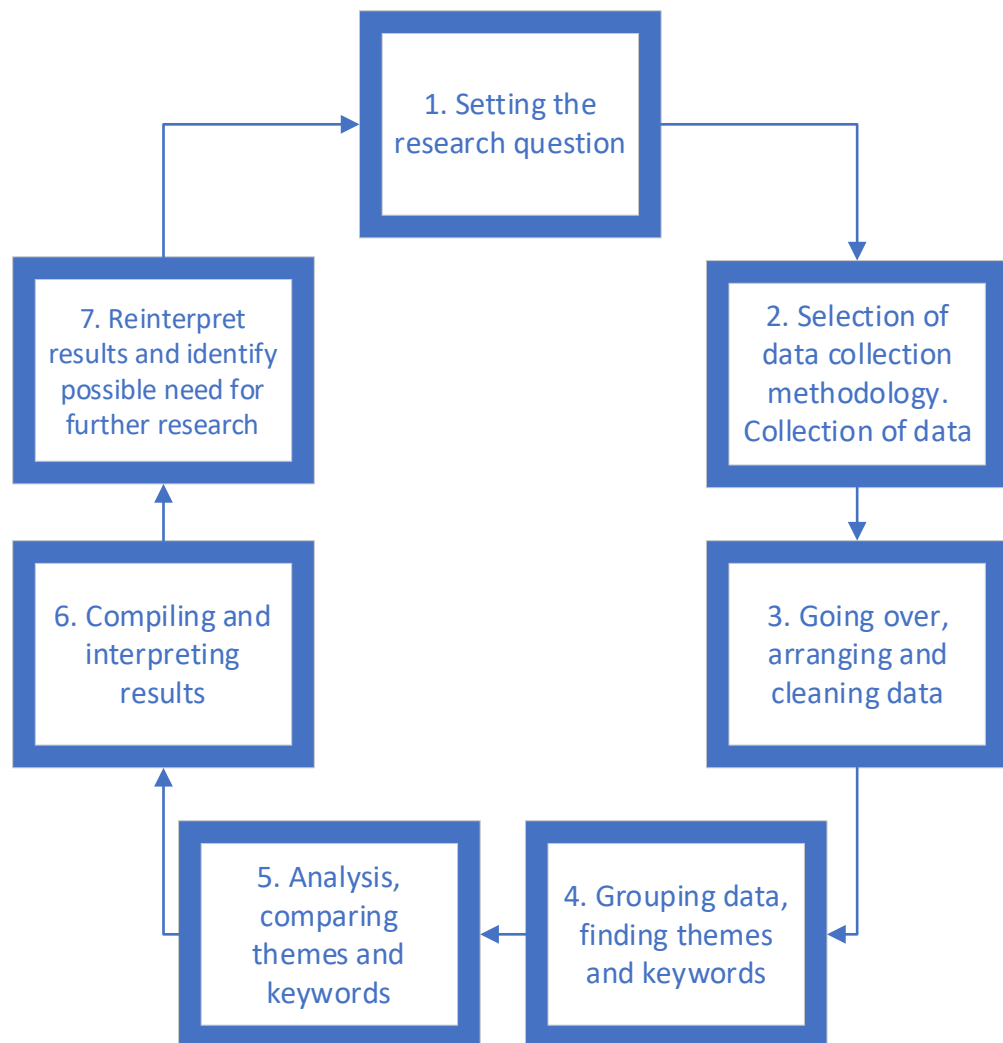 1. Setting the
research question
2. Selection of
data collection
methodology.
Collection of data
3. Going over,
arranging and
cleaning data
4. Grouping data,
finding themes
and keywords
5. Analysis,
comparing
themes and
keywords
6. Compiling and
interpreting
results
7. Reinterpret
results and identify
possible need for
further research